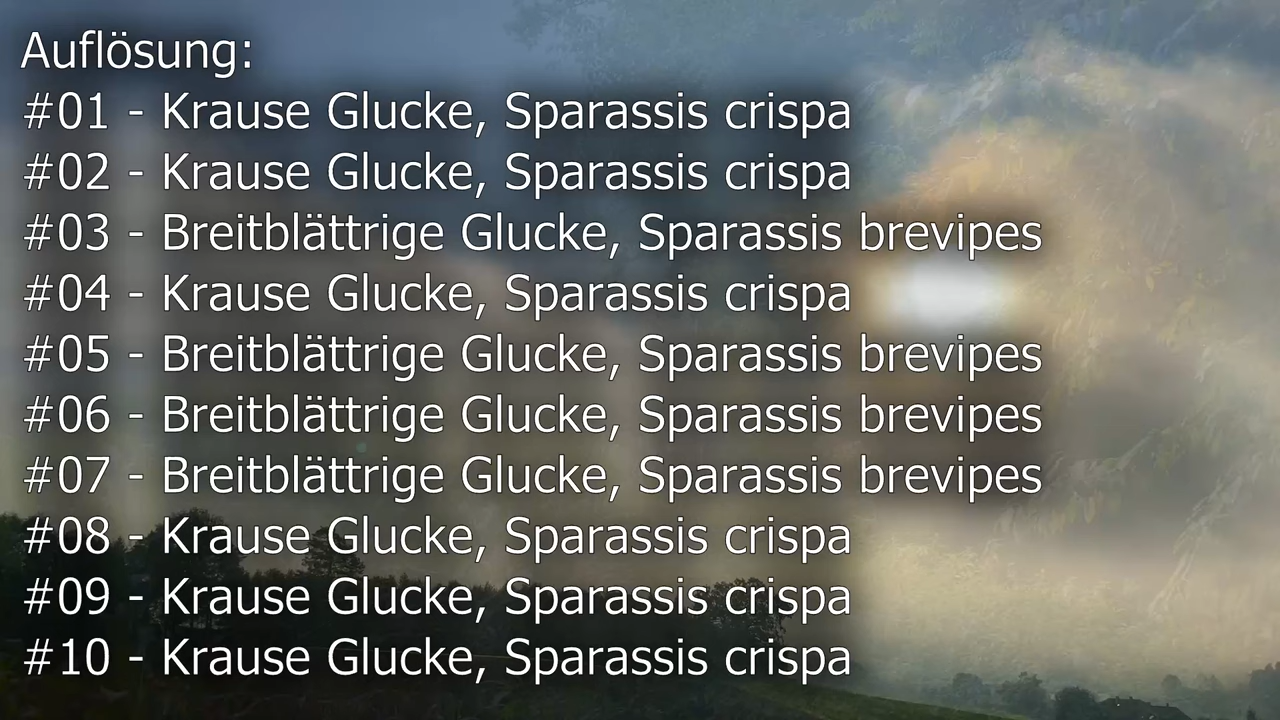 Auflösung:
#01 - Krause Glucke, Sparassis crispa
#02 - Krause Glucke, Sparassis crispa
#03 - Breitblättrige Glucke, Sparassis brevipes
#04 - Krause Glucke, Sparassis crispa
#05 - Breitblättrige Glucke, Sparassis brevipes
#06 - Breitblättrige Glucke, Sparassis brevipes
#07 - Breitblättrige Glucke, Sparassis brevipes
#08 - Krause Glucke, Sparassis crispa
#09 - Krause Glucke, Sparassis crispa
#10 - Krause Glucke, Sparassis crispa